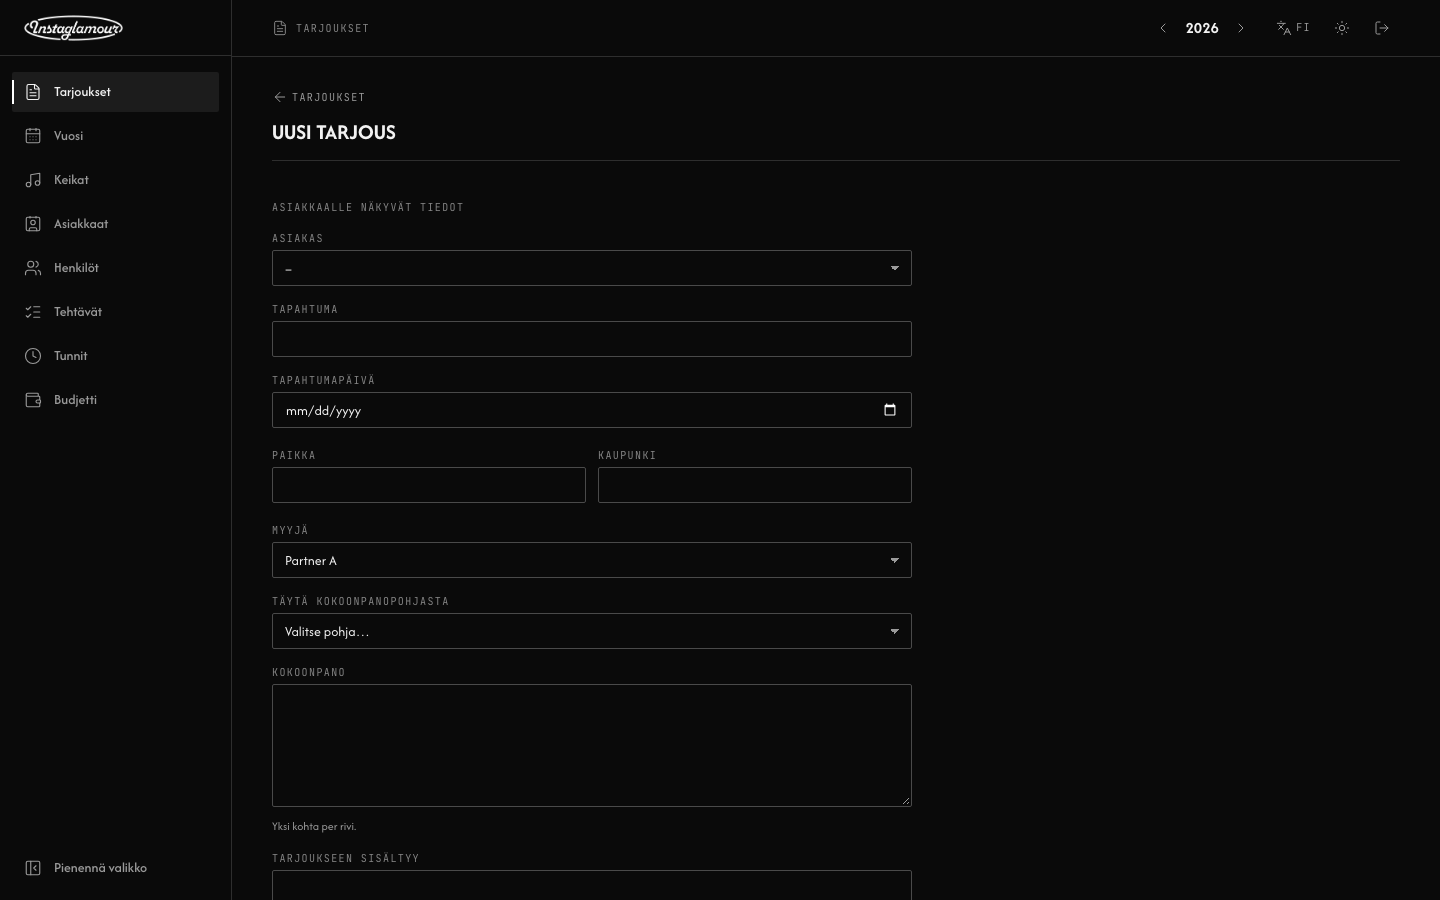 Instaglamour
TARJOUKSET
2026
FI
Tarjoukset
Vuosi
Keikat
Asiakkaat
Henkilöt
Tehtävät
Tunnit
Budjetti
Pienennä valikko
TARJOUKSET
UUSI TARJOUS
ASIAKKAALLE NÄKYVÄT TIEDOT
ASIAKAS
–
TAPAHTUMA
TAPAHTUMAPÄIVÄ
mm/dd/yyyy
PAIKKA
KAUPUNKI
MYYJÄ
Partner A
TÄYTÄ KOKOONPANOPOHJASTA
Valitse pohja…
KOKOONPANO
Yksi kohta per rivi.
TARJOUKSEEN SISÄLTYY